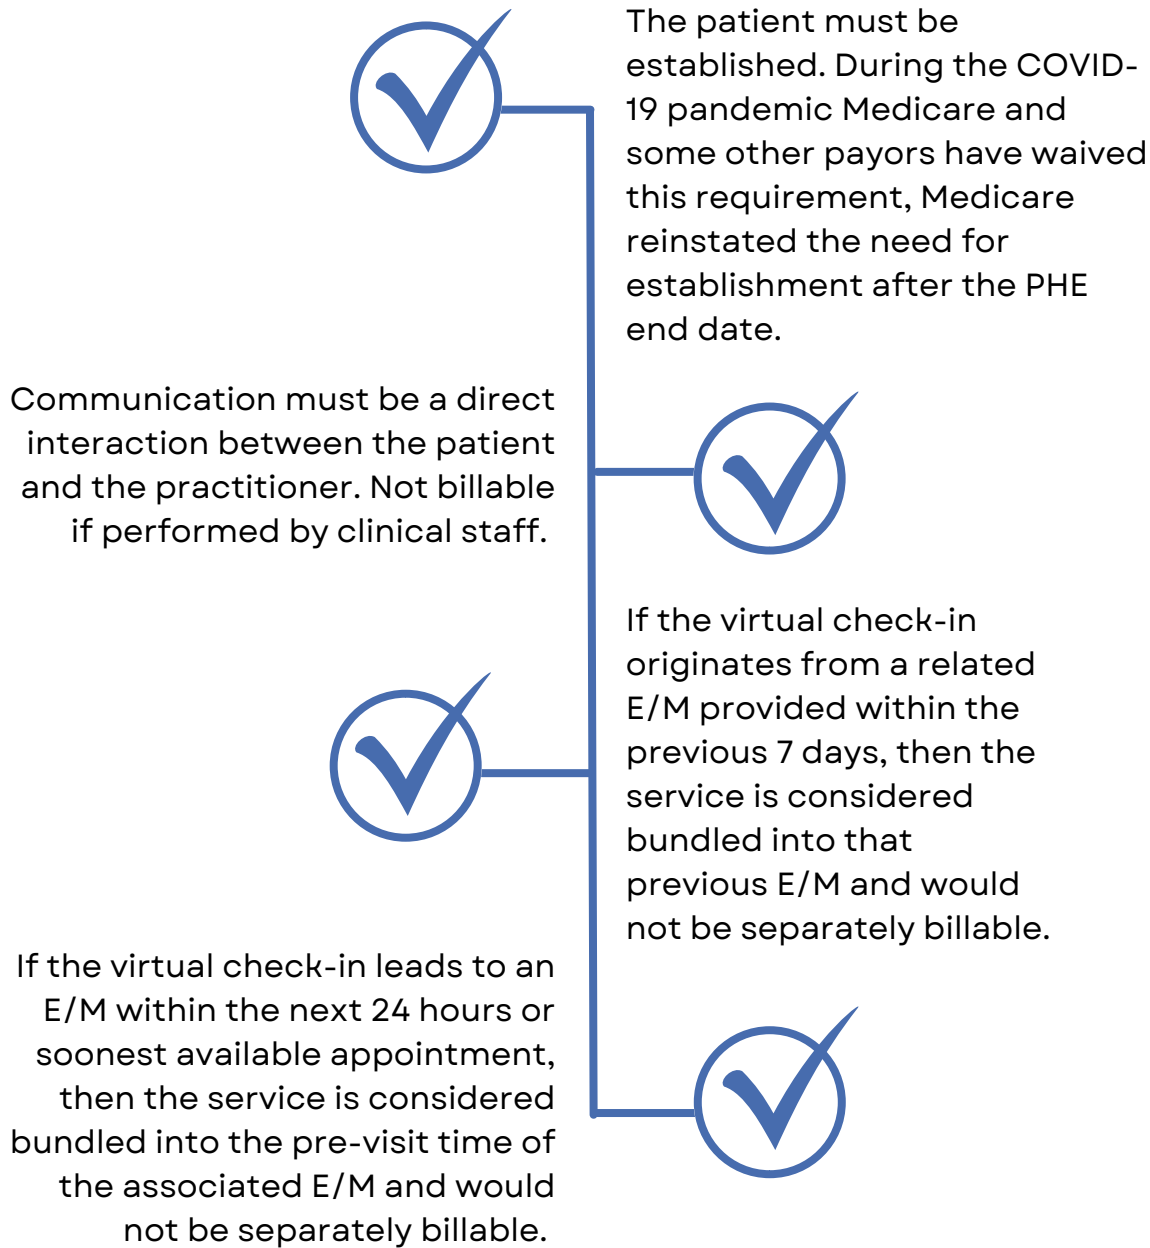 The patient must be
established. During the COVID-
19 pandemic Medicare and
some other payors have waived
this requirement, Medicare
reinstated the need for
establishment after the PHE
end date.
Communication must be a direct
interaction between the patient
and the practitioner. Not billable
if performed by clinical staff.
If the virtual check-in
originates from a related
E/M provided within the
previous 7 days, then the
service is considered
bundled into that
previous E/M and would
not be separately billable.
If the virtual check-in leads to an
E/M within the next 24 hours or
soonest available appointment,
then the service is considered
bundled into the pre-visit time of
the associated E/M and would
not be separately billable.